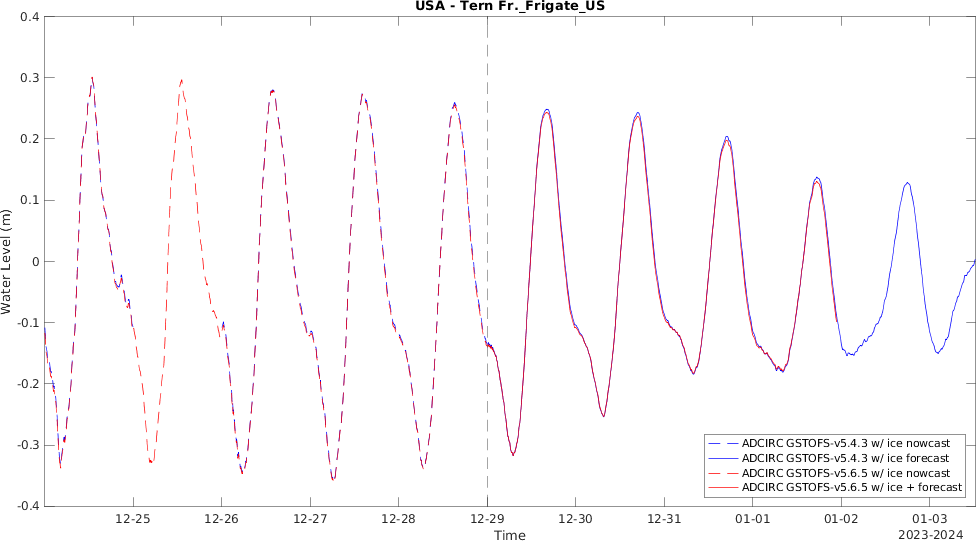 USA - Tern Fr._Frigate_US
0.4
0.3
0.2
0.1
0
-0.1
-0.2
-0.3
-0.4
Water Level (m)
12-25
12-26
12-27
12-28
12-29
12-30
12-31
01-01
01-02
01-03
Time
2023-2024
ADCIRC GSTOFS-v5.4.3 w/ ice nowcast
ADCIRC GSTOFS-v5.4.3 w/ ice forecast
ADCIRC GSTOFS-v5.6.5 w/ ice nowcast
ADCIRC GSTOFS-v5.6.5 w/ ice + forecast